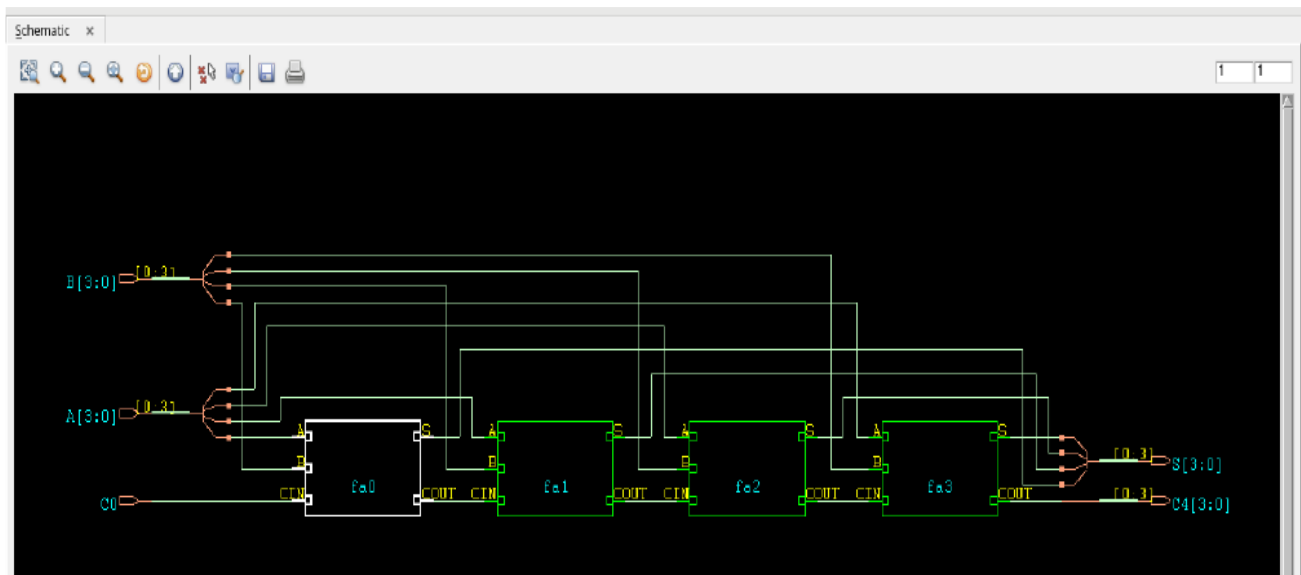 Schematic x
1 1
B[3:0] [0:3]
A[3:0] [0:3]
A S A S A S A S
B B B B
fa0 fa1 fa2 fa3
[0:3] S[3:0]
C0 CIN COUT CIN COUT CIN COUT CIN COUT [0:3] C4[3:0]